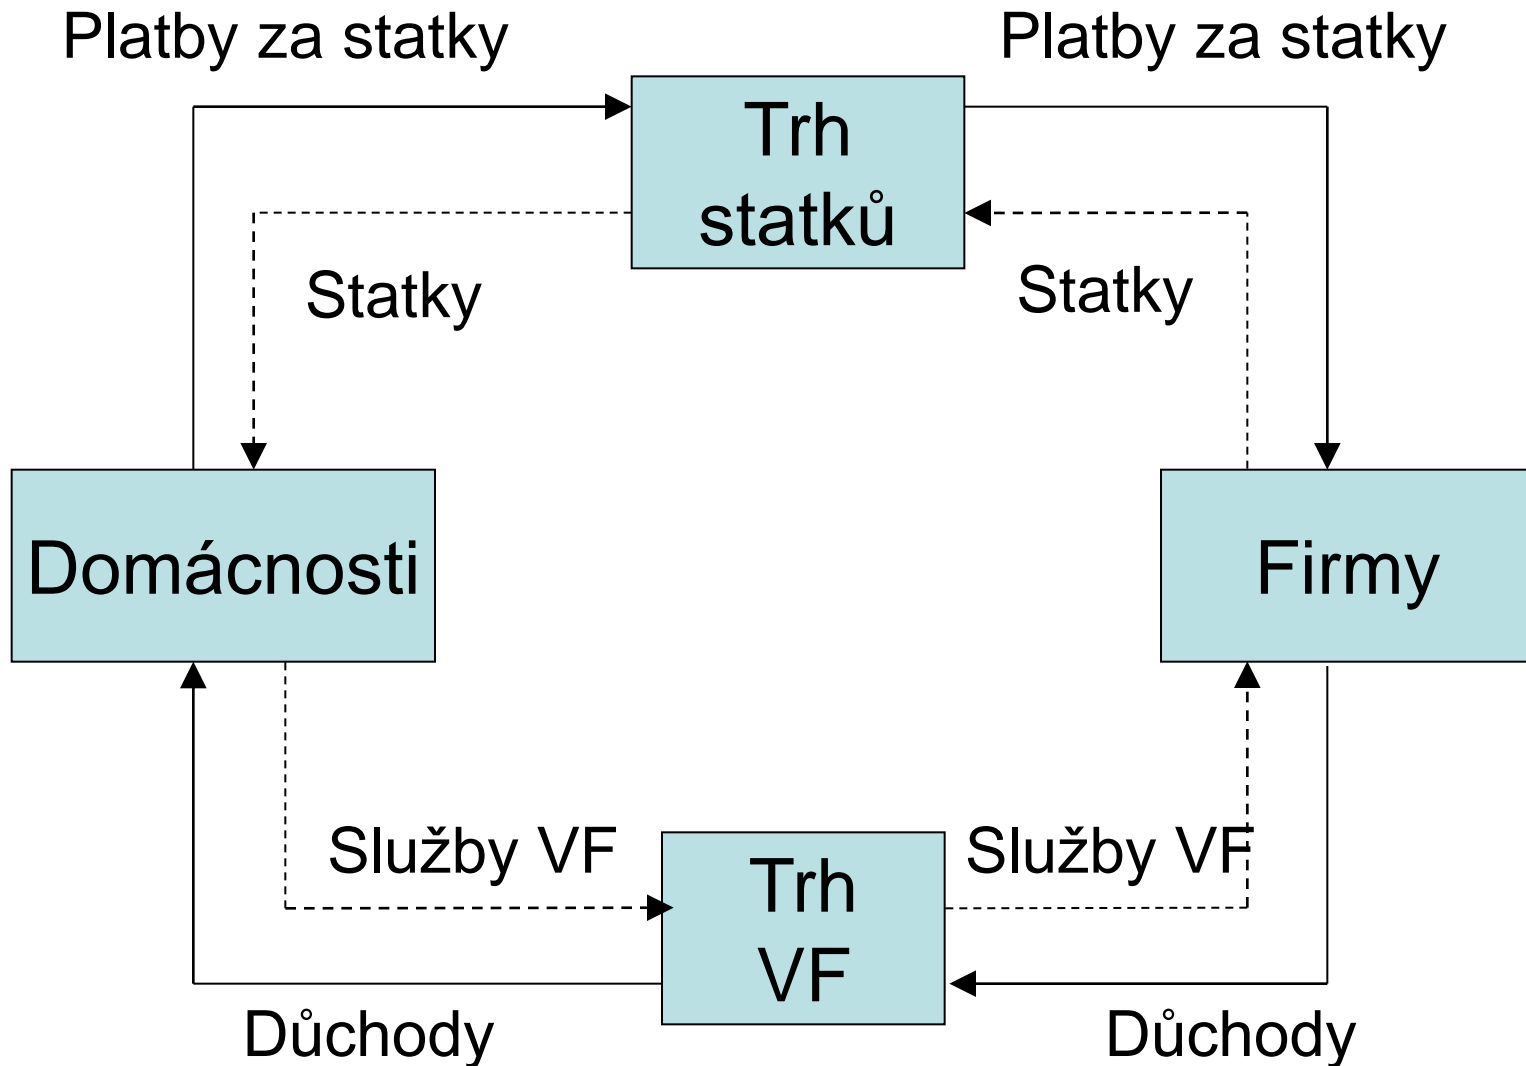 Platby za statky
Platby za statky
Trh
statků
Statky
Statky
Domácnosti
Firmy
Služby VF
Trh
VF
Služby VF
Důchody
Důchody